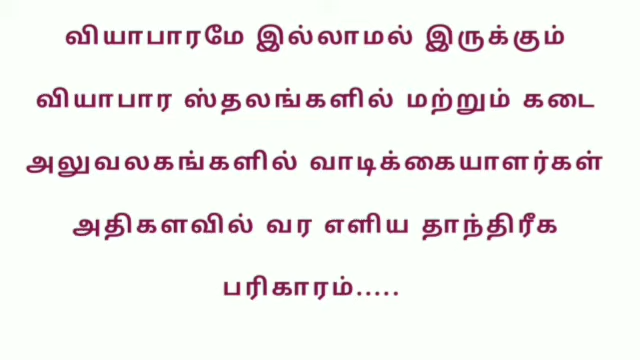 வியாபாரமே இல்லாமல் இருக்கும்
வியாபார ஸ்தலங்களில் மற்றும் கடை
அலுவலகங்களில் வாடிக்கையாளர்கள்
அதிகளவில் வர எளிய தாந்திரீக
பரிகாரம்.....